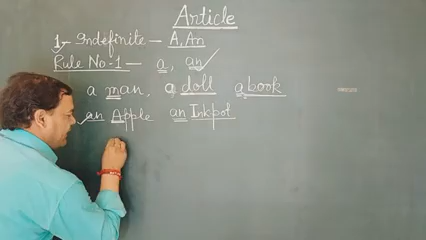 Article
1- Indefinite - A, An
Rule No-1- a, an
a man, a doll a book
an Apple an Inkpot